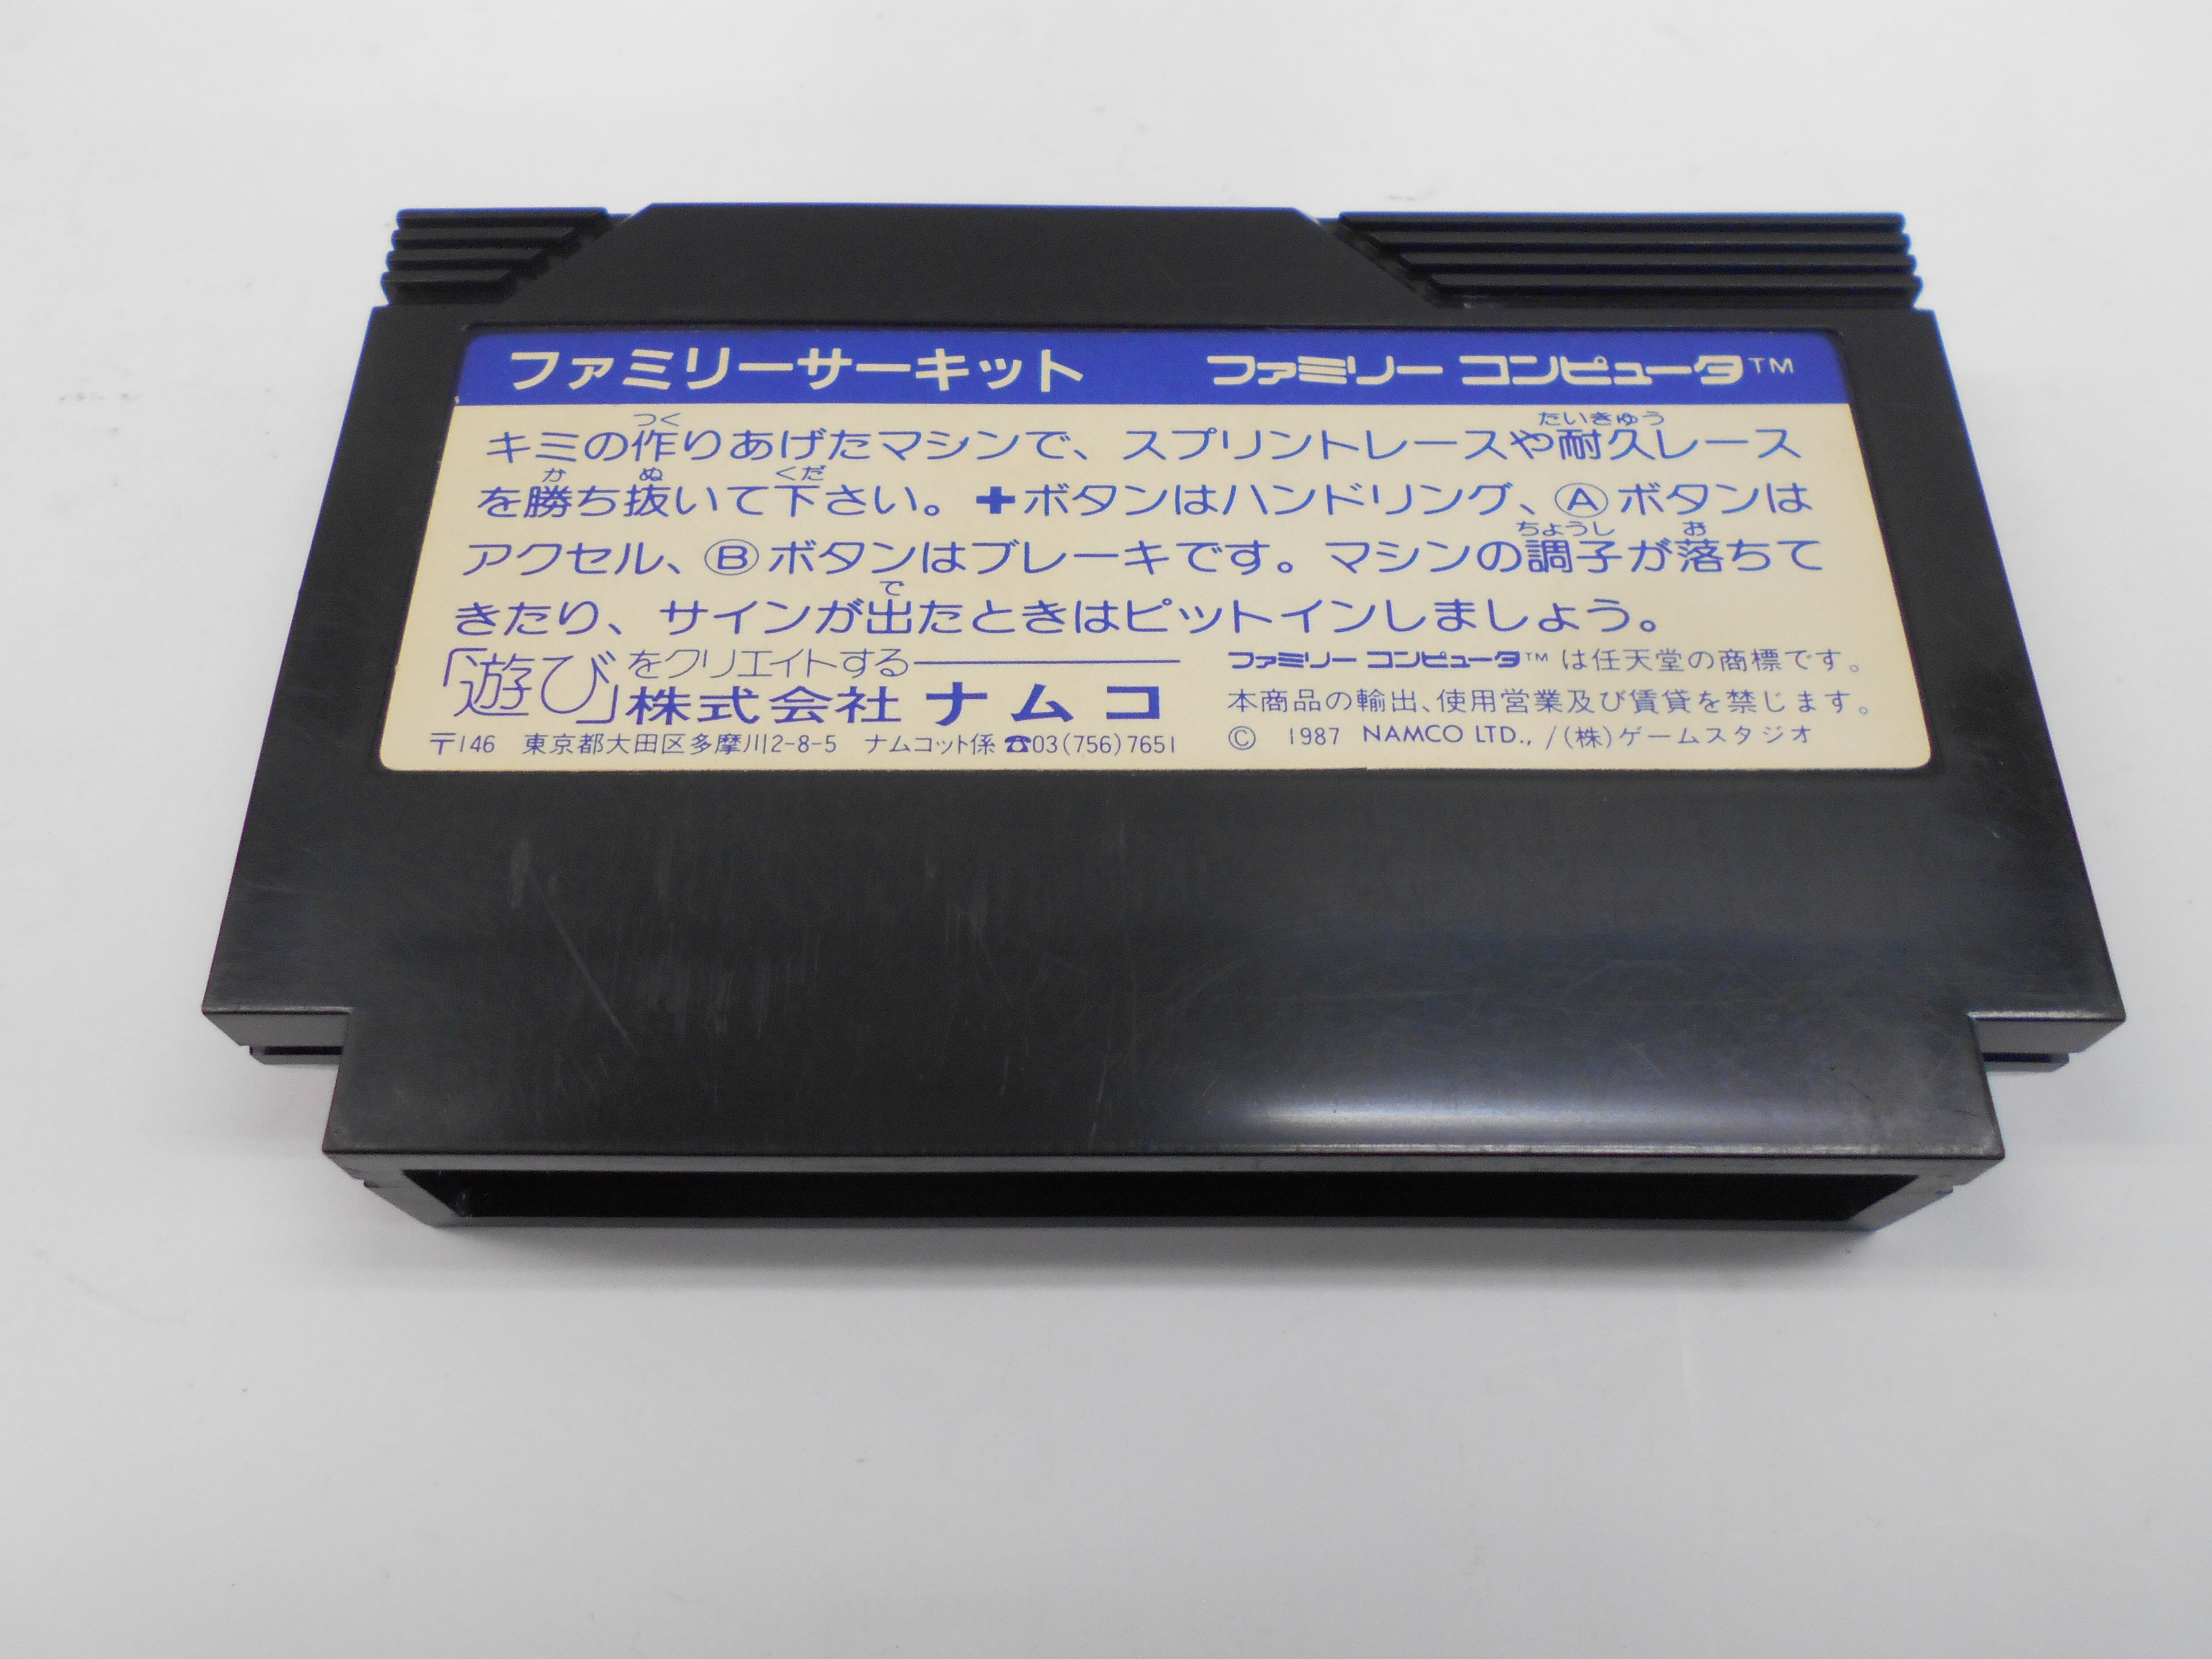 ファミリーサーキット ファミリー コンピュータ™
キミの作りあげたマシンで、スプリントレースや耐久レース
つく たいきゅう
を勝ち抜いて下さい。✚ボタンはハンドリング、Ⓐボタンは
か ぬ くだ
アクセル、Ⓑボタンはブレーキです。マシンの調子が落ちて
ちょうし お
きたり、サインが出たときはピットインしましょう。
で
「遊び」をクリエイトする
株式会社 ナムコ
〒146 東京都大田区多摩川2-8-5 ナムコット係 ☎03(756)7651
ファミリー コンピュータ™ は任天堂の商標です。
本商品の輸出、使用営業及び賃貸を禁じます。
© 1987 NAMCO LTD., /(株)ゲームスタジオ